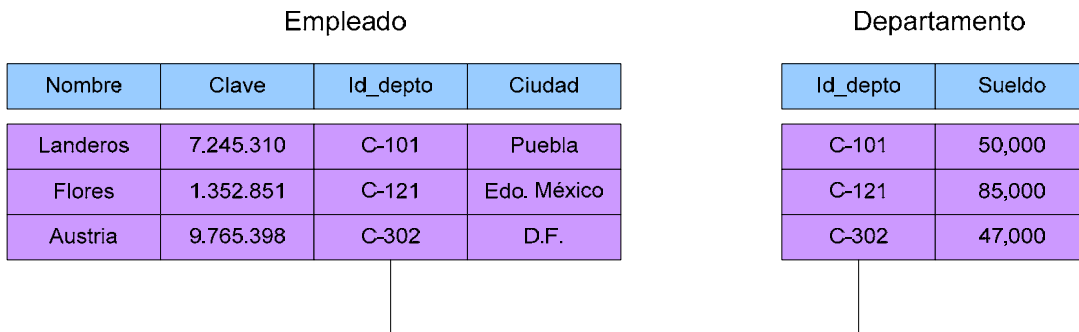 Empleado
Nombre Clave Id_depto Ciudad
Landeros 7.245.310 C-101 Puebla
Flores 1.352.851 C-121 Edo. México
Austria 9.765.398 C-302 D.F.
Departamento
Id_depto Sueldo
C-101 50,000
C-121 85,000
C-302 47,000